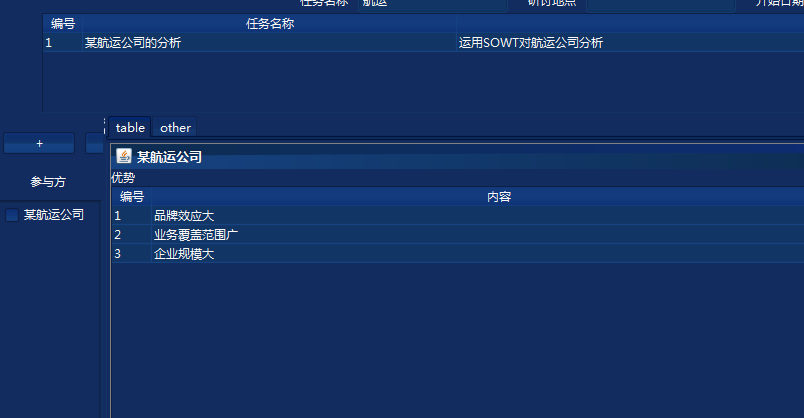 任务名称 航运 研讨地点 开始日期
编号 任务名称
1 某航运公司的分析 运用SOWT对航运公司分析
table other
+
某航运公司
参与方
优势
编号 内容
某航运公司
1 品牌效应大
2 业务覆盖范围广
3 企业规模大